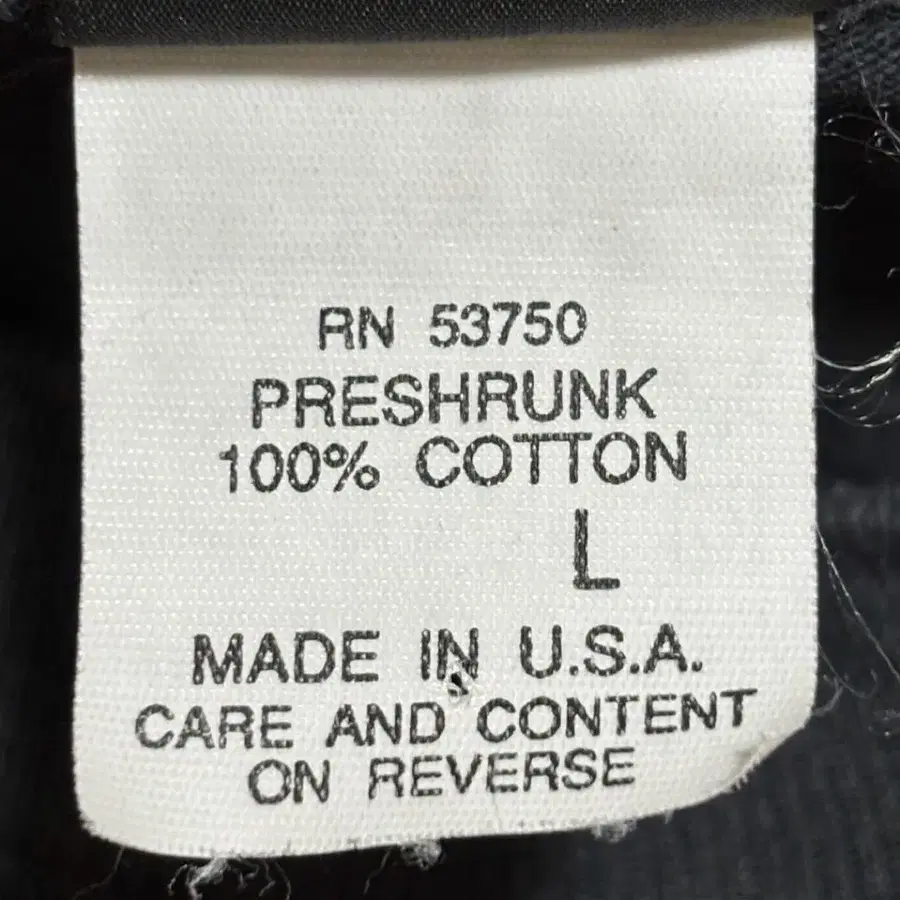 RN 53750
PRESHRUNK
100% COTTON
L
MADE IN U.S.A.
CARE AND CONTENT
ON REVERSE